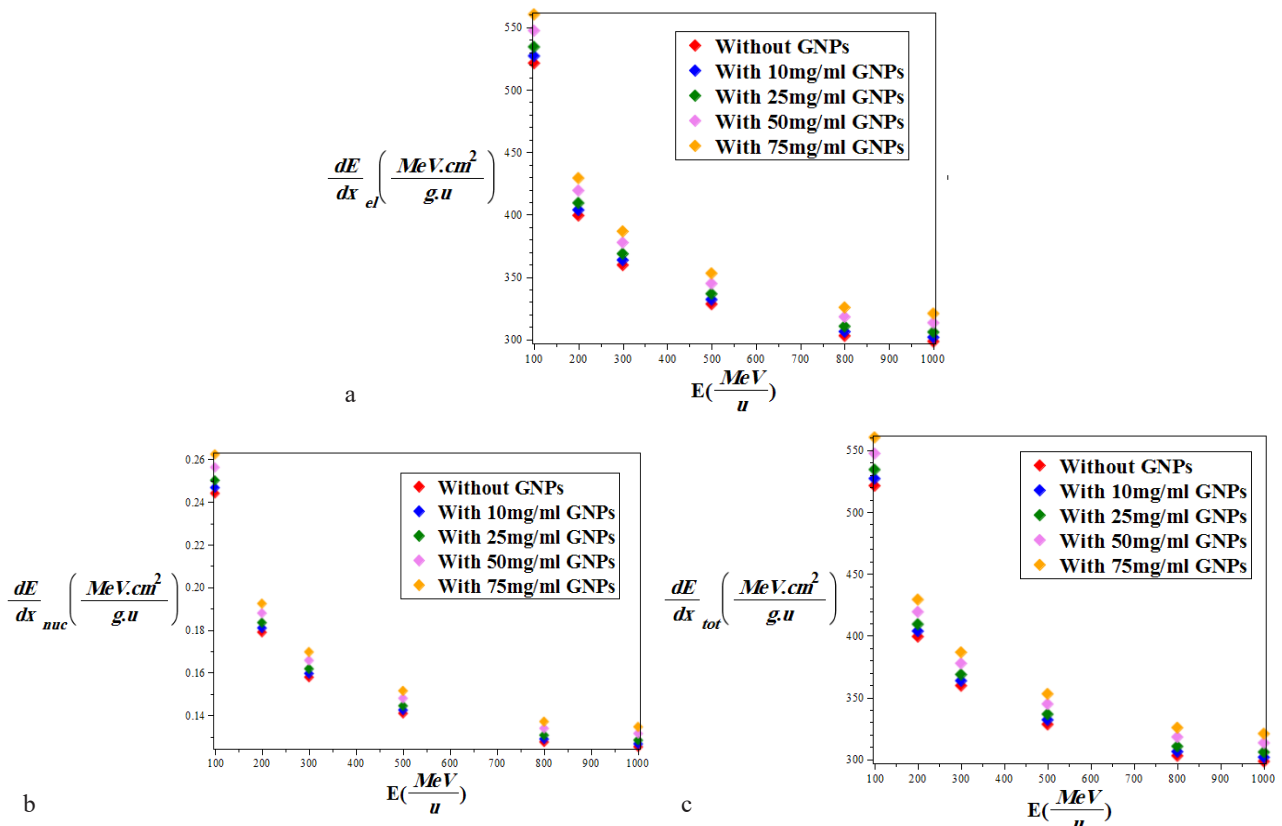 550
500
450
400
350
300
dE/dx el (MeV.cm²/g.u)
Without GNPs
With 10mg/ml GNPs
With 25mg/ml GNPs
With 50mg/ml GNPs
With 75mg/ml GNPs
100 200 300 400 500 600 700 800 900 1000
E(MeV/u)
a
0.26
0.24
0.22
0.20
0.18
0.16
0.14
dE/dx nuc (MeV.cm²/g.u)
Without GNPs
With 10mg/ml GNPs
With 25mg/ml GNPs
With 50mg/ml GNPs
With 75mg/ml GNPs
100 200 300 400 500 600 700 800 900 1000
E(MeV/u)
b
550
500
450
400
350
300
dE/dx tot (MeV.cm²/g.u)
Without GNPs
With 10mg/ml GNPs
With 25mg/ml GNPs
With 50mg/ml GNPs
With 75mg/ml GNPs
100 200 300 400 500 600 700 800 900 1000
E(MeV/u)
c